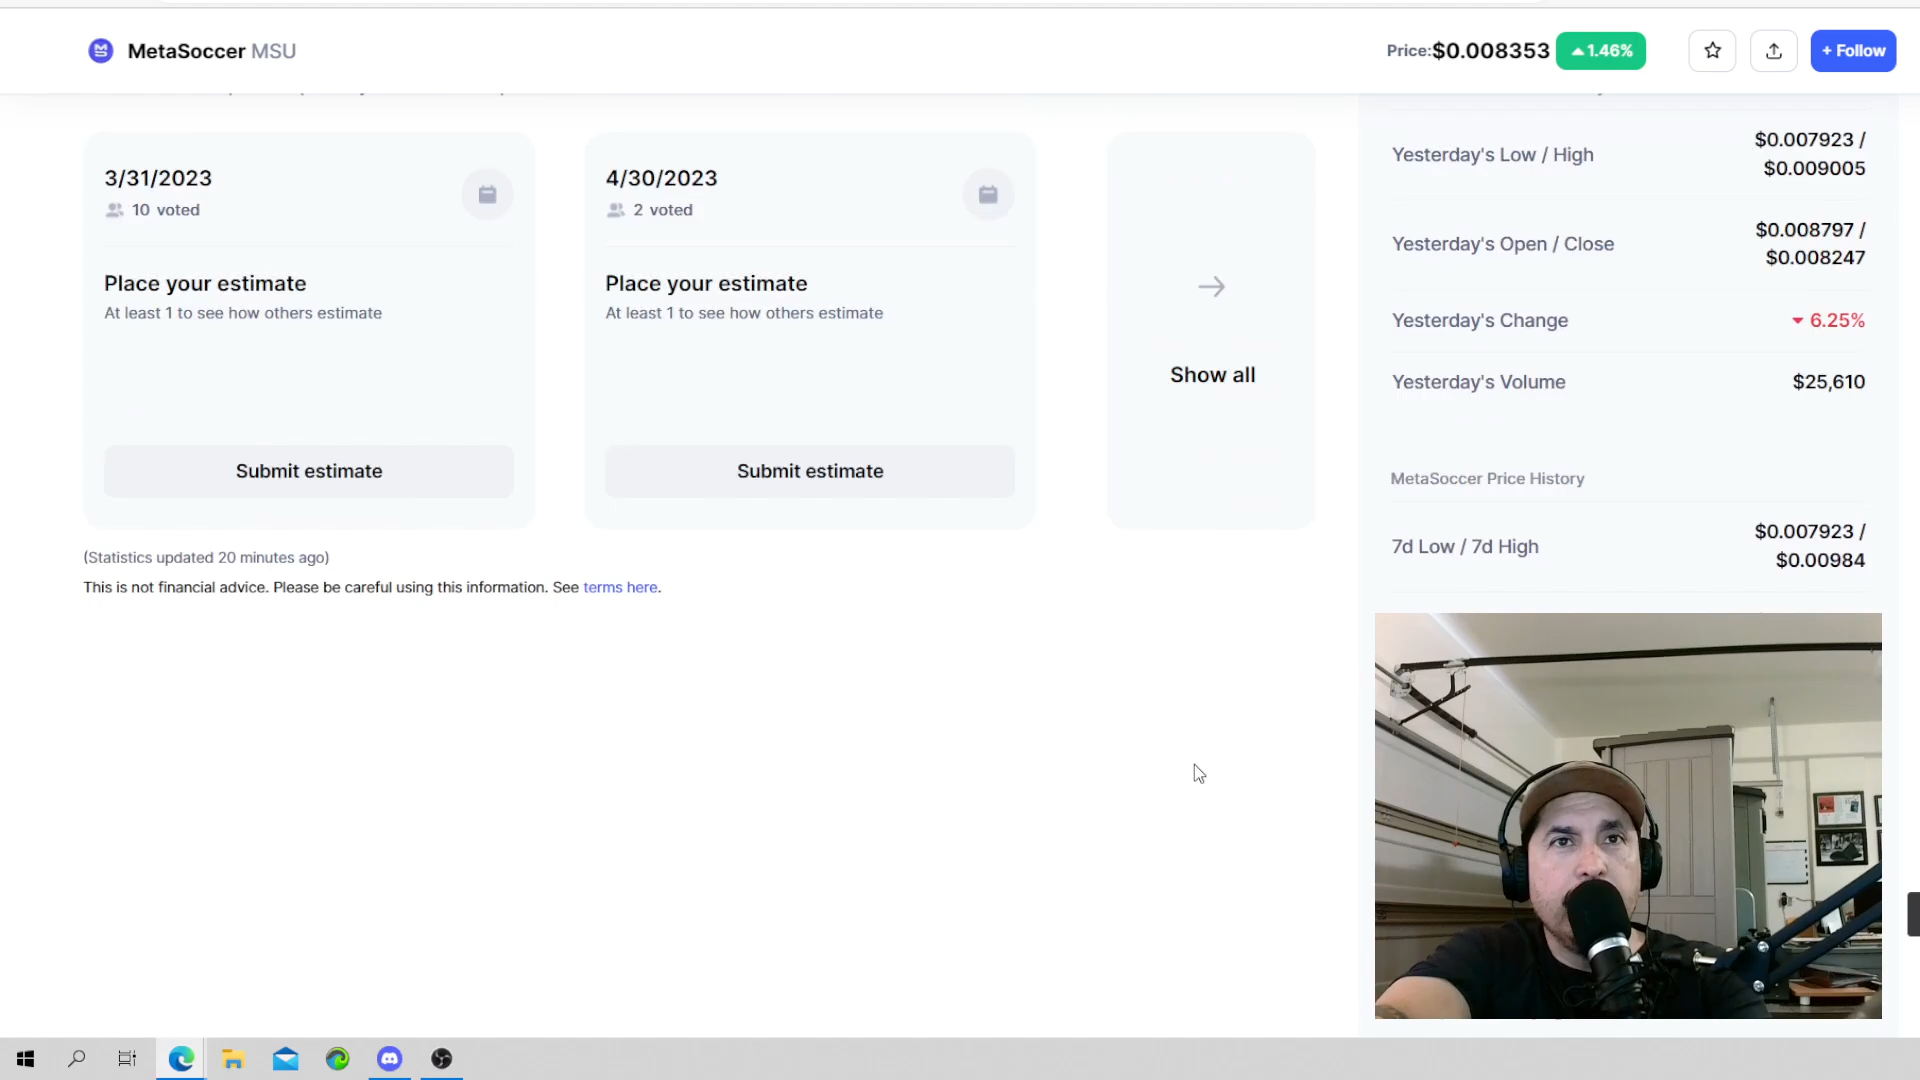 MetaSoccer MSU
Price:$0.008353 1.46%
+ Follow
3/31/2023
10 voted
Place your estimate
At least 1 to see how others estimate
Submit estimate
4/30/2023
2 voted
Place your estimate
At least 1 to see how others estimate
Submit estimate
Show all
(Statistics updated 20 minutes ago)
This is not financial advice. Please be careful using this information. See terms here.
Yesterday's Low / High
$0.007923 /
$0.009005
Yesterday's Open / Close
$0.008797 /
$0.008247
Yesterday's Change
6.25%
Yesterday's Volume
$25,610
MetaSoccer Price History
7d Low / 7d High
$0.007923 /
$0.00984